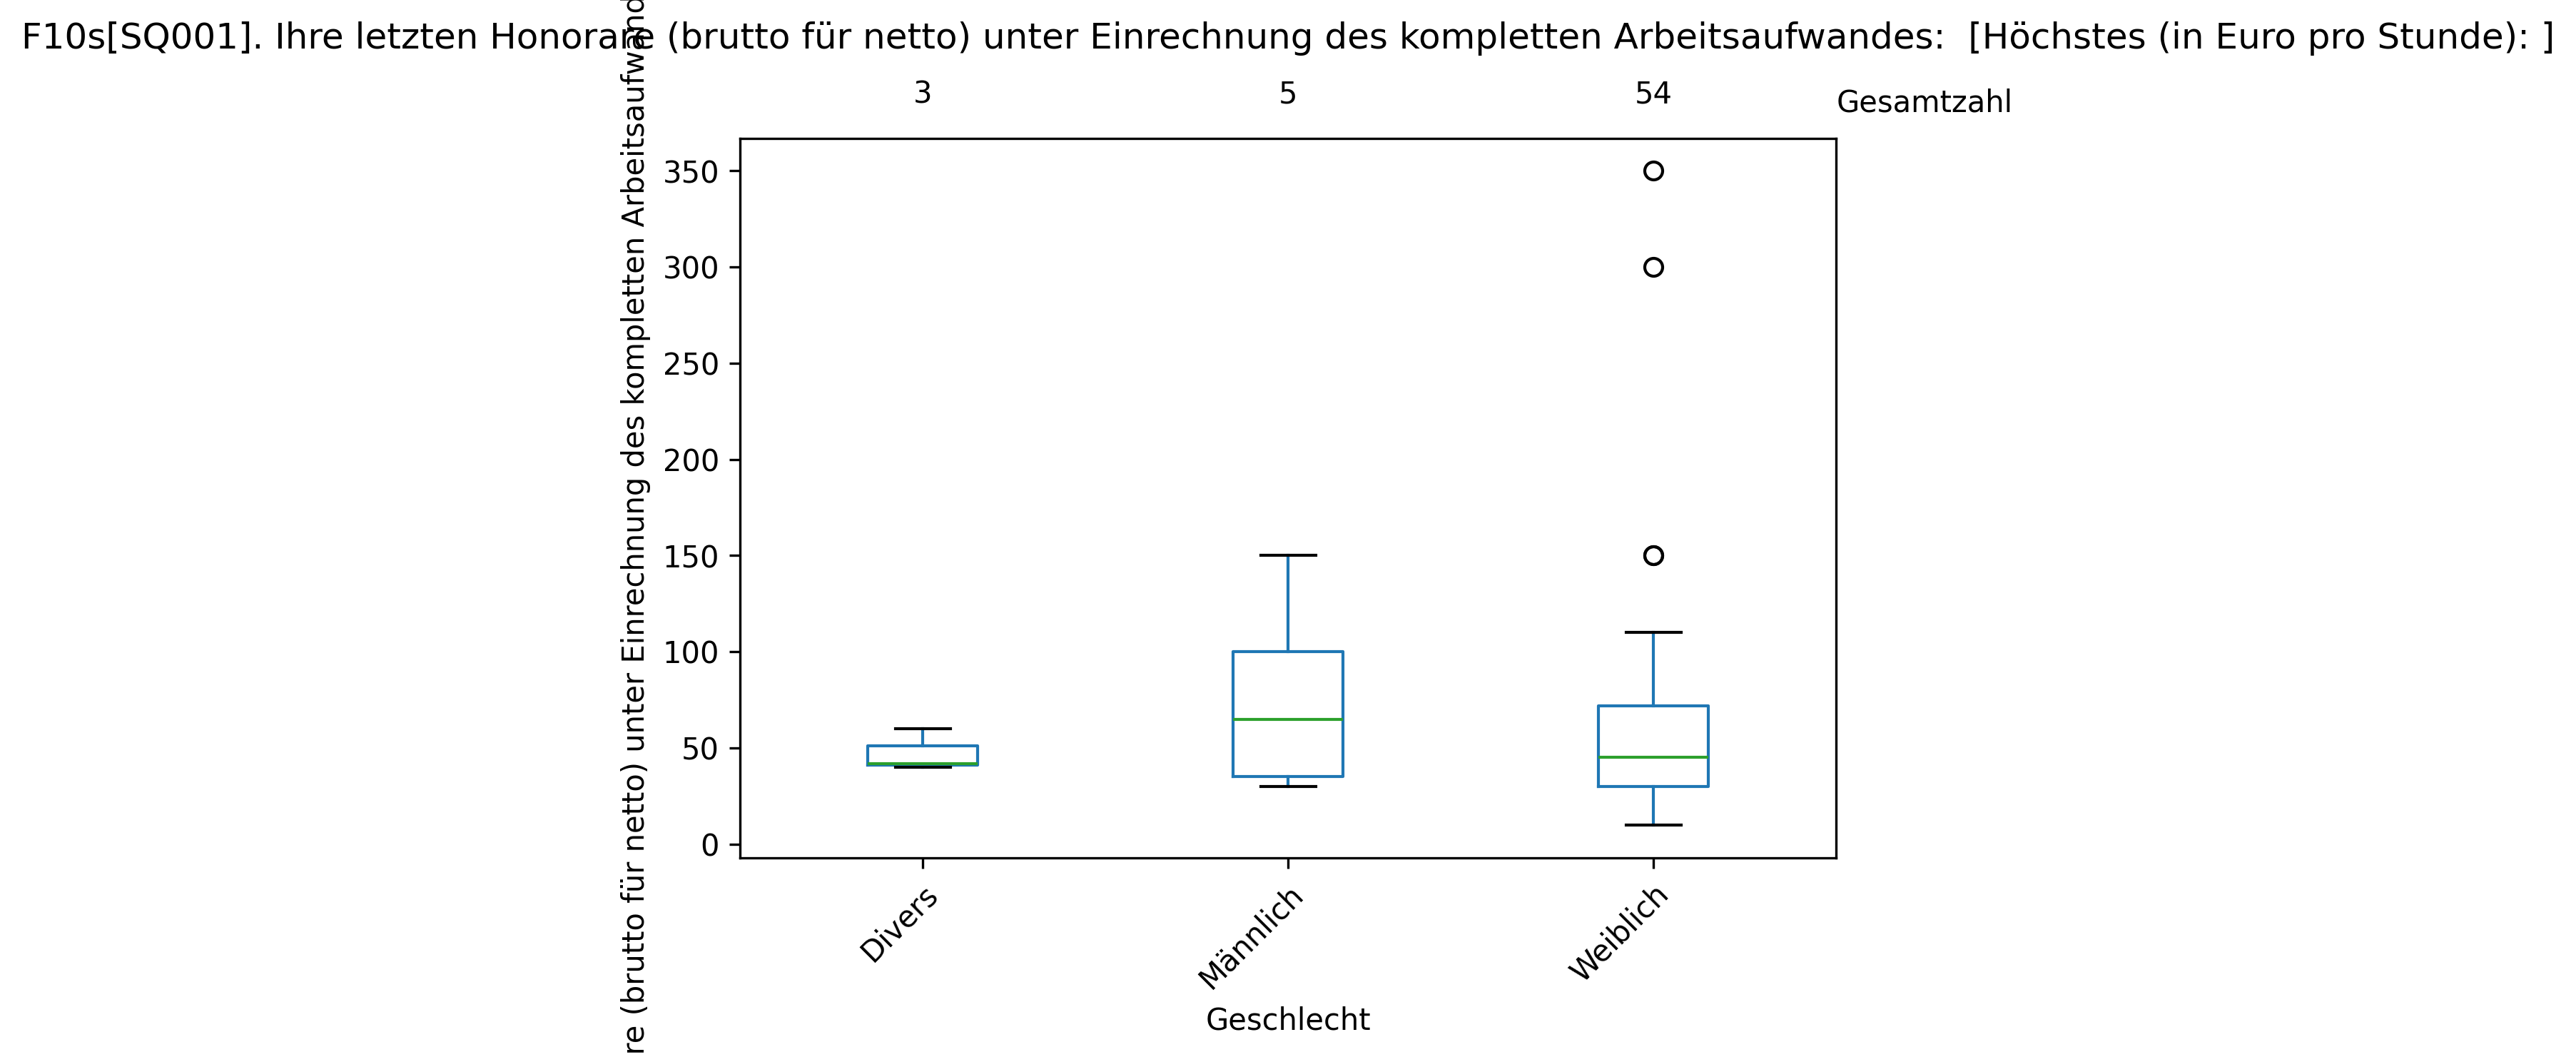 F10s[SQ001]. Ihre letzten Honorare (brutto für netto) unter Einrechnung des kompletten Arbeitsaufwandes:  [Höchstes (in Euro pro Stunde): ]
3 5 54 Gesamtzahl
re (brutto für netto) unter Einrechnung des kompletten Arbeitsaufwand
350
300
250
200
150
100
50
0
Divers Männlich Weiblich
Geschlecht